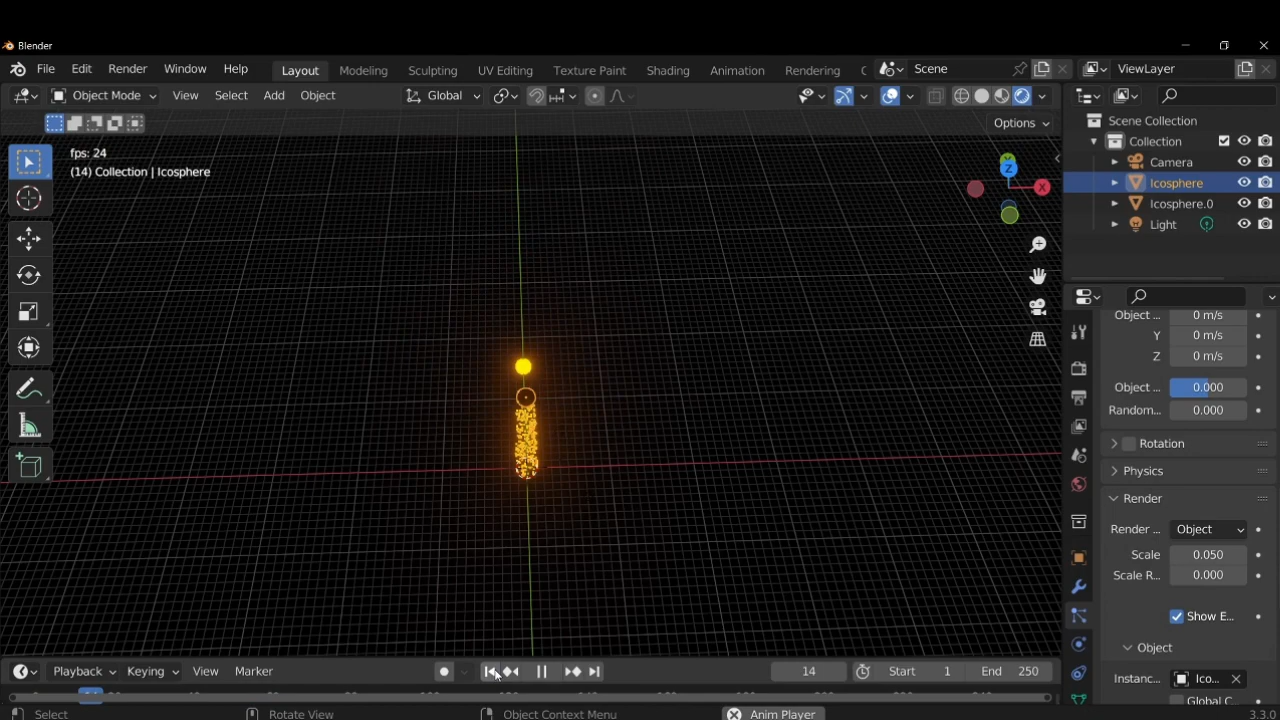 Blender
File Edit Render Window Help Layout Modeling Sculpting UV Editing Texture Paint Shading Animation Rendering Scene ViewLayer
Object Mode View Select Add Object Global
Options
fps: 24
(14) Collection | Icosphere
Z
X
Scene Collection
Collection
Camera
Icosphere
Icosphere.0
Light
Object ... 0 m/s
Y 0 m/s
Z 0 m/s
Object ... 0.000
Random... 0.000
Rotation
Physics
Render
Render ... Object
Scale 0.050
Scale R... 0.000
Show E...
Object
Instanc... Ico...
Global C...
Playback Keying View Marker 14 Start 1 End 250
Select Rotate View Object Context Menu Anim Player 3.3.0